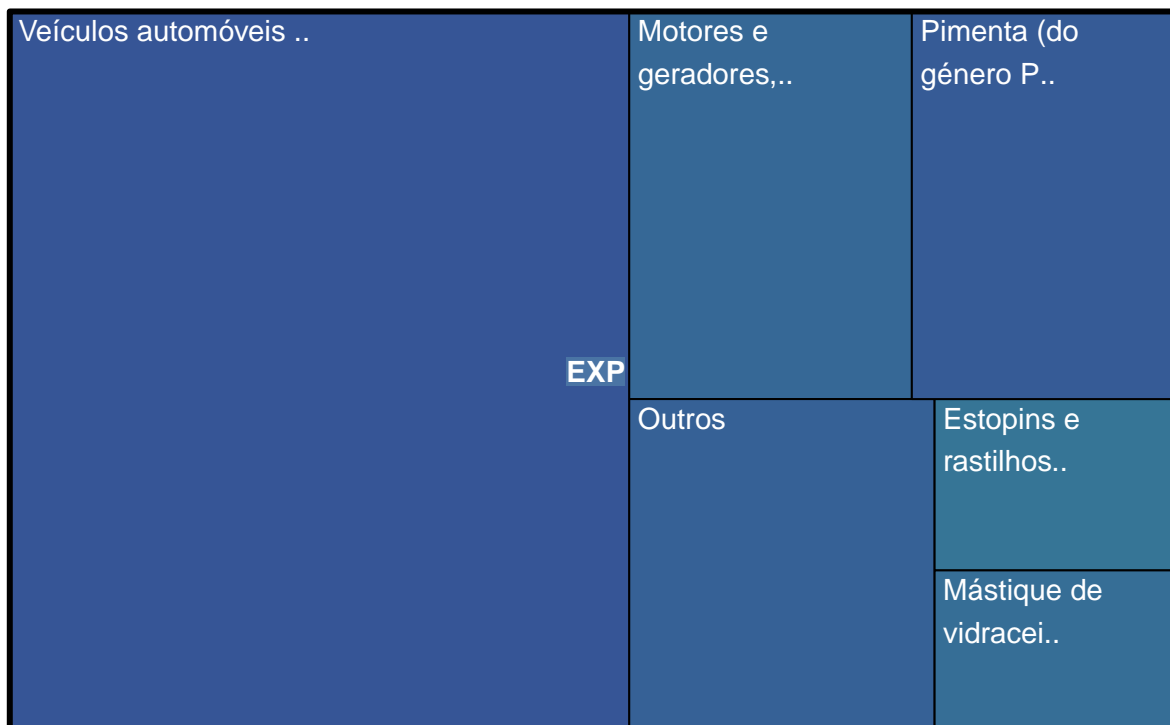 Veículos automóveis ..
Motores e
geradores,..
Pimenta (do
género P..
EXP
Outros
Estopins e
rastilhos..
Mástique de
vidracei..